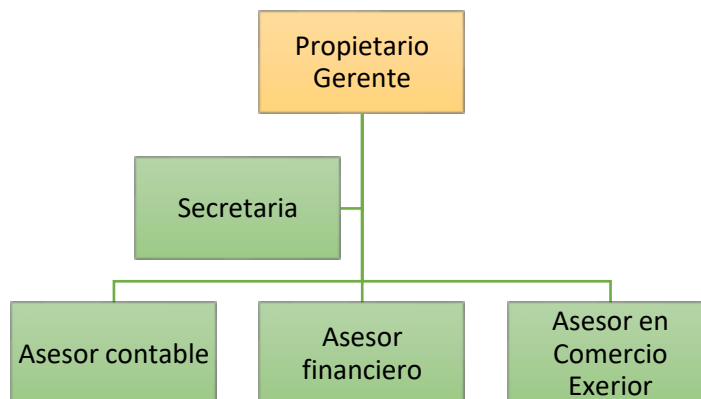 Propietario
Gerente
Secretaria
Asesor contable
Asesor
financiero
Asesor en
Comercio
Exerior